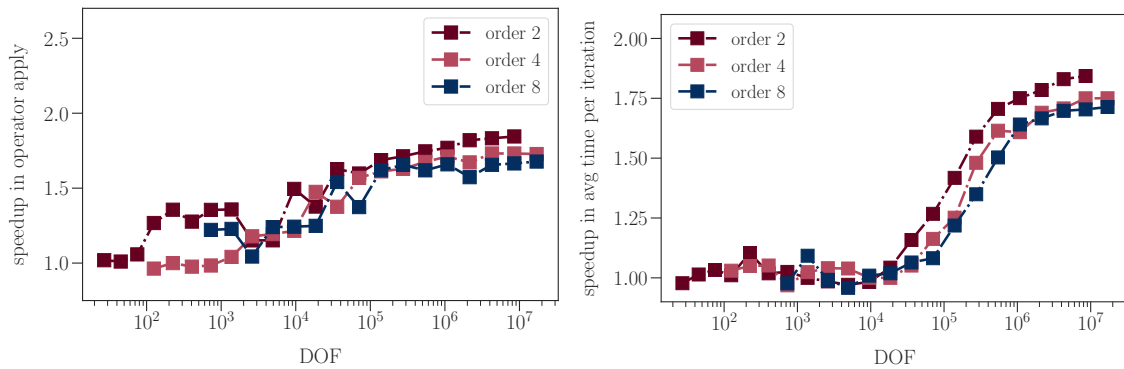 speedup in operator apply
2.5
2.0
1.5
1.0
order 2
order 4
order 8
10^2
10^3
10^4
10^5
10^6
10^7
DOF
speedup in avg time per iteration
2.00
1.75
1.50
1.25
1.00
order 2
order 4
order 8
10^2
10^3
10^4
10^5
10^6
10^7
DOF